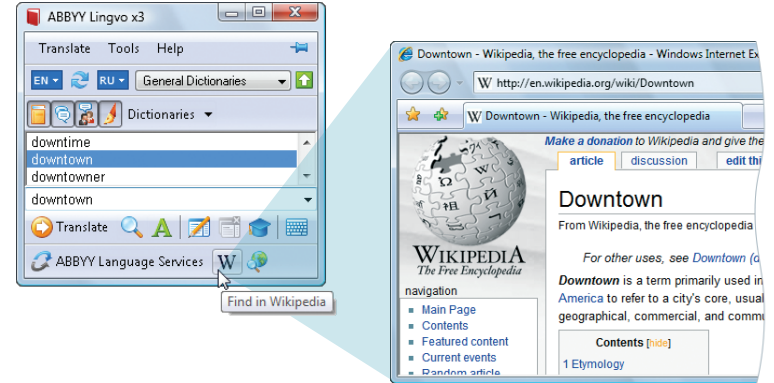 ABBYY Lingvo x3
Translate Tools Help
EN RU General Dictionaries
Dictionaries
downtime
downtown
downtowner
downtown
Translate A
ABBYY Language Services W
Find in Wikipedia
Downtown - Wikipedia, the free encyclopedia - Windows Internet Ex
W http://en.wikipedia.org/wiki/Downtown
W Downtown - Wikipedia, the free encyclopedia
Make a donation to Wikipedia and give the
article discussion edit thi
Downtown
From Wikipedia, the free encyclopedia
For other uses, see Downtown (d
Downtown is a term primarily used in
America to refer to a city's core, usual
geographical, commercial, and commu
Contents [hide]
1 Etymology
WIKIPEDIA
The Free Encyclopedia
navigation
Main Page
Contents
Featured content
Current events
Random article